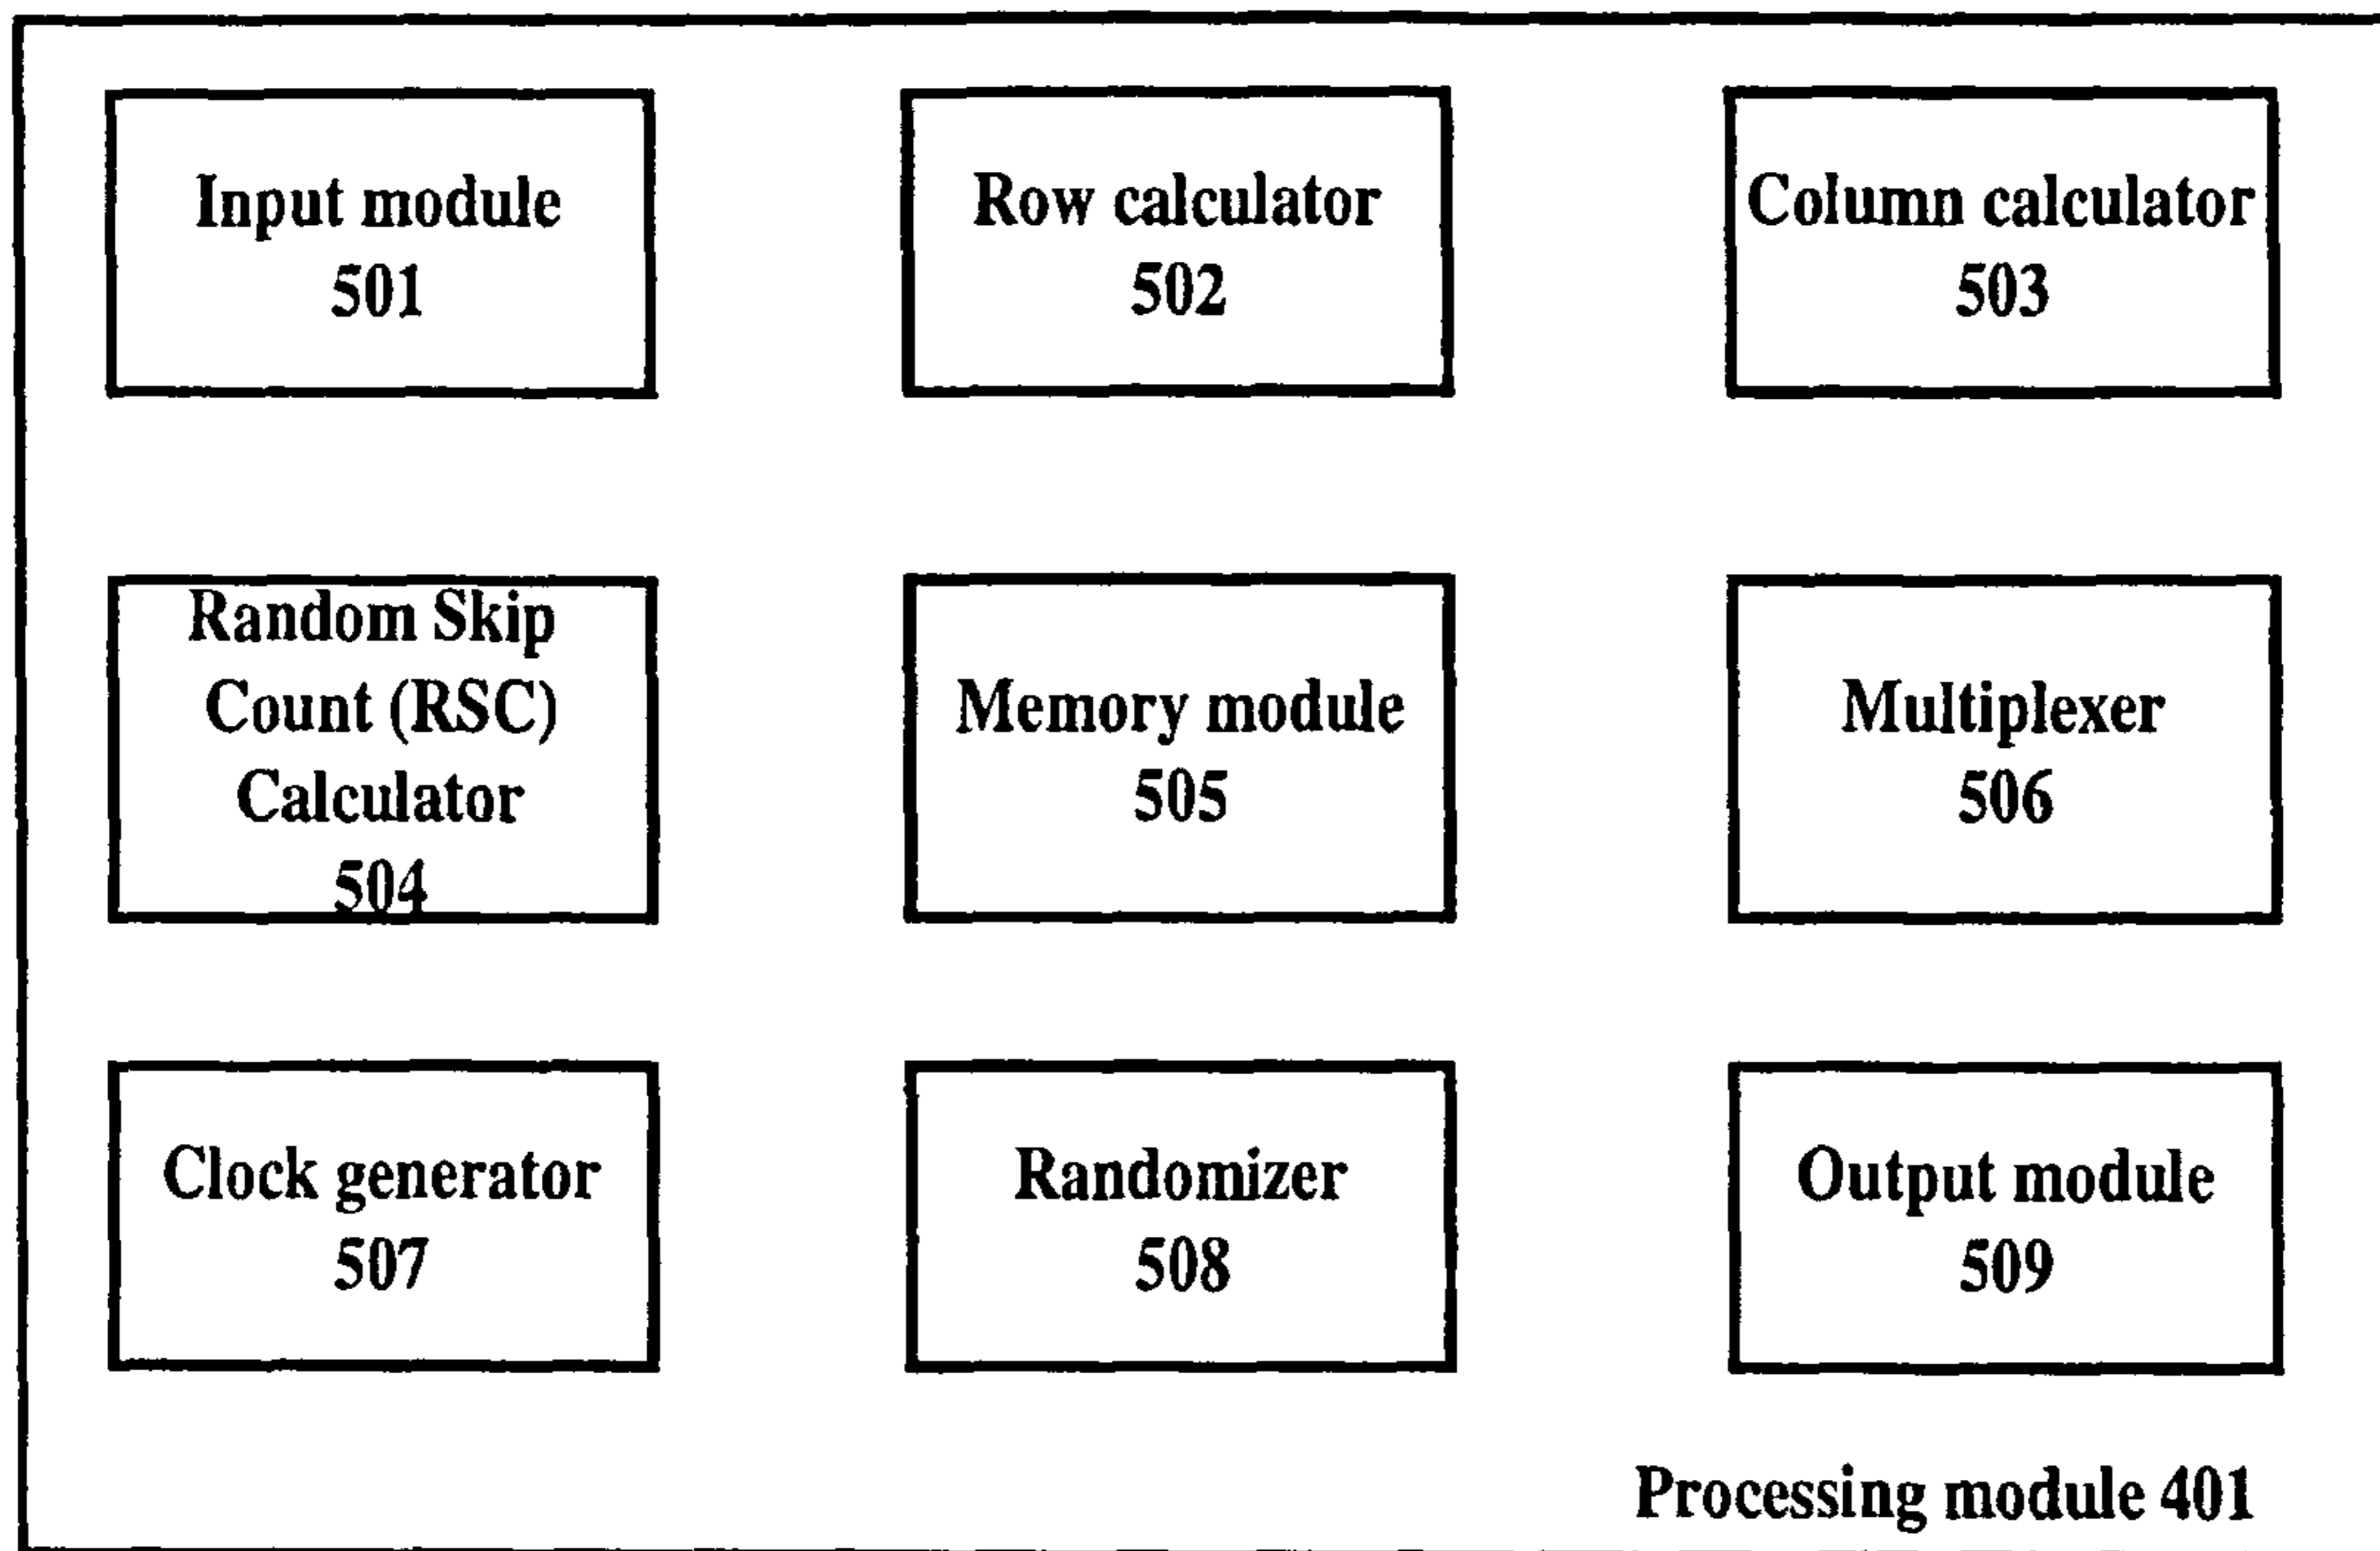 Input module
501
Row calculator
502
Column calculator
503
Random Skip
Count (RSC)
Calculator
504
Memory module
505
Multiplexer
506
Clock generator
507
Randomizer
508
Output module
509
Processing module 401